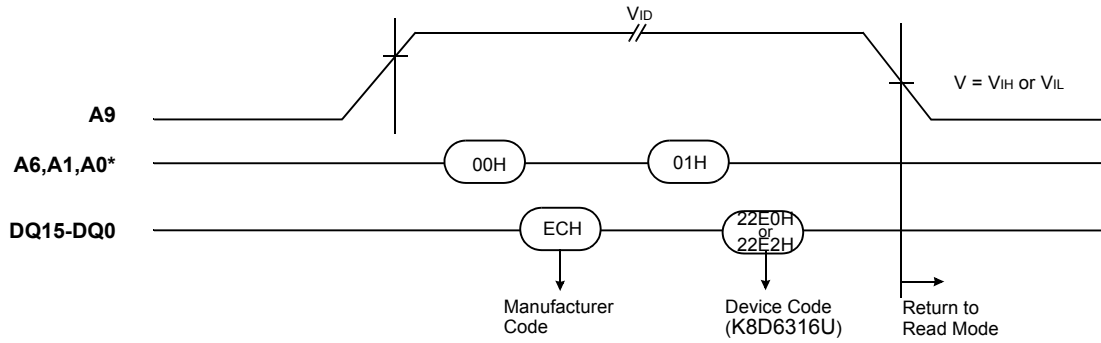 VID
V = VIH or VIL
A9
A6,A1,A0*
00H
01H
DQ15-DQ0
ECH
22E0H
or
22E2H
Manufacturer
Code
Device Code
(K8D6316U)
Return to
Read Mode